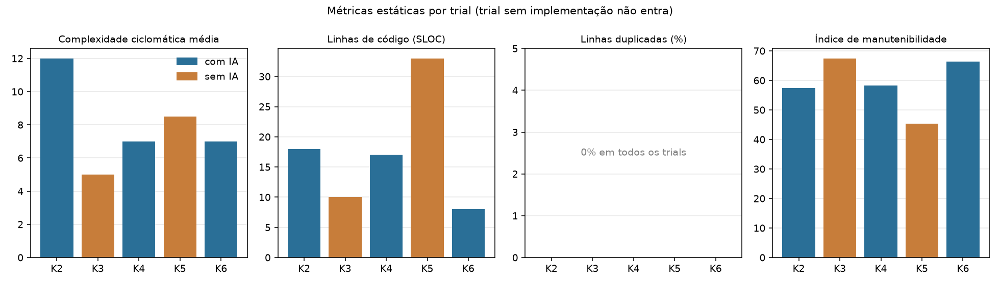 Métricas estáticas por trial (trial sem implementação não entra)
Complexidade ciclomática média
12
10
8
6
4
2
0
com IA
sem IA
K2 K3 K4 K5 K6
Linhas de código (SLOC)
30
25
20
15
10
5
0
K2 K3 K4 K5 K6
Linhas duplicadas (%)
5
4
3
2
1
0
0% em todos os trials
K2 K3 K4 K5 K6
Índice de manutenibilidade
70
60
50
40
30
20
10
0
K2 K3 K4 K5 K6